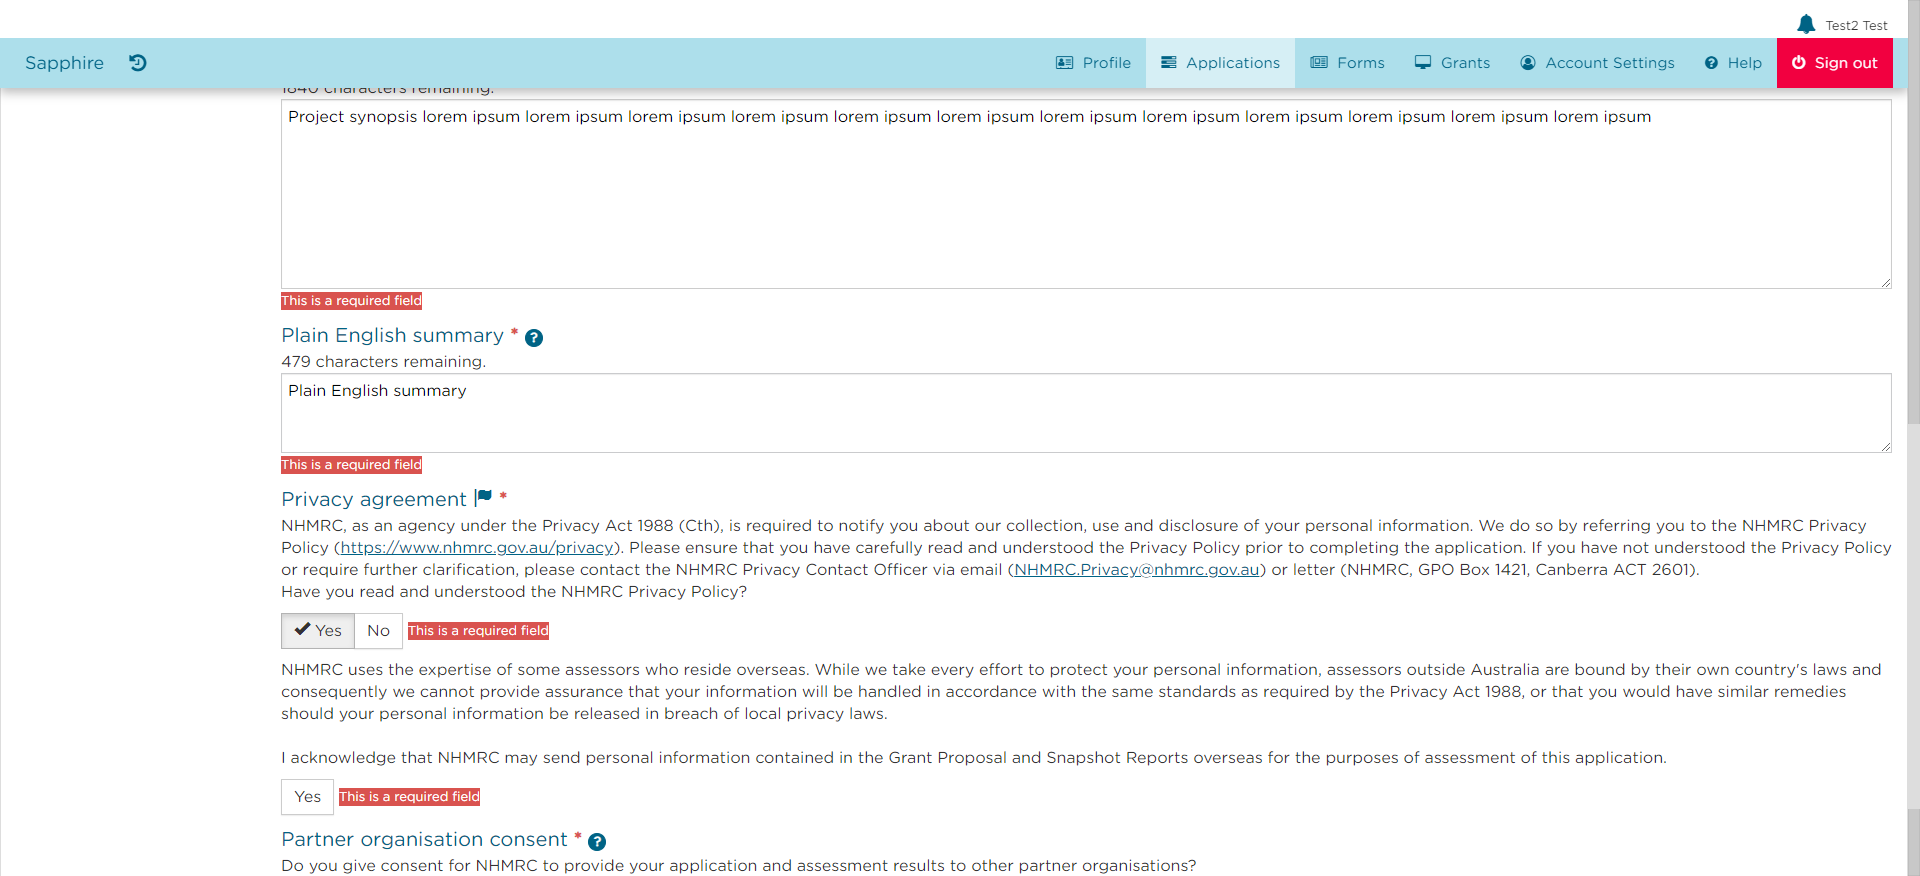 Test2 Test
Sapphire Profile Applications Forms Grants Account Settings Help Sign out
1840 characters remaining.
Project synopsis lorem ipsum lorem ipsum lorem ipsum lorem ipsum lorem ipsum lorem ipsum lorem ipsum lorem ipsum lorem ipsum lorem ipsum lorem ipsum lorem ipsum
This is a required field
Plain English summary * ?
479 characters remaining.
Plain English summary
This is a required field
Privacy agreement *
NHMRC, as an agency under the Privacy Act 1988 (Cth), is required to notify you about our collection, use and disclosure of your personal information. We do so by referring you to the NHMRC Privacy
Policy (https://www.nhmrc.gov.au/privacy). Please ensure that you have carefully read and understood the Privacy Policy prior to completing the application. If you have not understood the Privacy Policy
or require further clarification, please contact the NHMRC Privacy Contact Officer via email (NHMRC.Privacy@nhmrc.gov.au) or letter (NHMRC, GPO Box 1421, Canberra ACT 2601).
Have you read and understood the NHMRC Privacy Policy?
Yes No This is a required field
NHMRC uses the expertise of some assessors who reside overseas. While we take every effort to protect your personal information, assessors outside Australia are bound by their own country's laws and
consequently we cannot provide assurance that your information will be handled in accordance with the same standards as required by the Privacy Act 1988, or that you would have similar remedies
should your personal information be released in breach of local privacy laws.
I acknowledge that NHMRC may send personal information contained in the Grant Proposal and Snapshot Reports overseas for the purposes of assessment of this application.
Yes This is a required field
Partner organisation consent * ?
Do you give consent for NHMRC to provide your application and assessment results to other partner organisations?